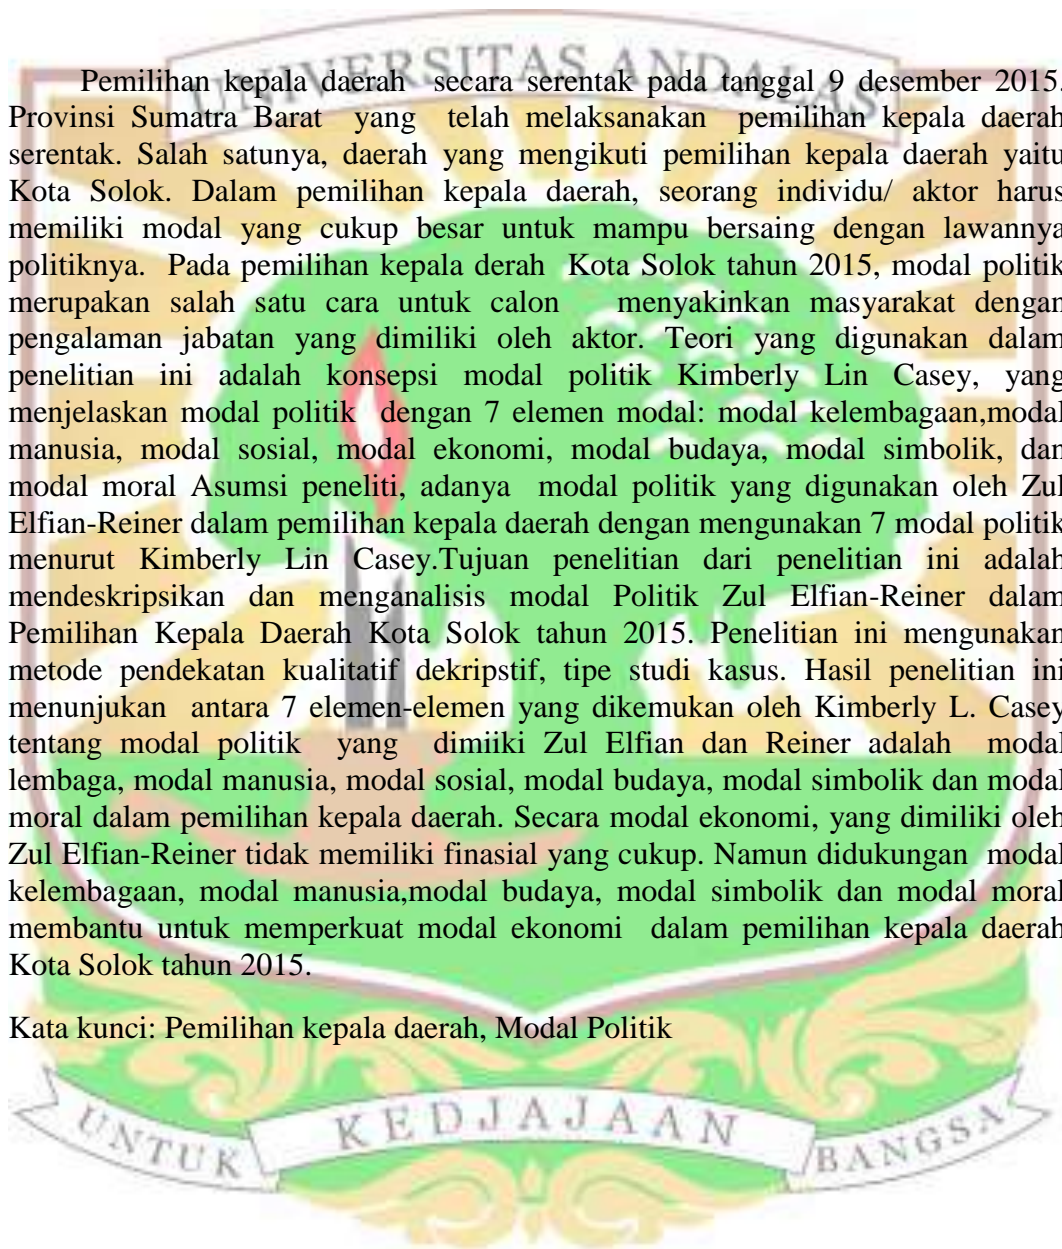 UNIVERSITAS ANDALAS
Pemilihan kepala daerah secara serentak pada tanggal 9 desember 2015.
Provinsi Sumatra Barat yang telah melaksanakan pemilihan kepala daerah
serentak. Salah satunya, daerah yang mengikuti pemilihan kepala daerah yaitu
Kota Solok. Dalam pemilihan kepala daerah, seorang individu/ aktor harus
memiliki modal yang cukup besar untuk mampu bersaing dengan lawannya
politiknya. Pada pemilihan kepala derah Kota Solok tahun 2015, modal politik
merupakan salah satu cara untuk calon menyakinkan masyarakat dengan
pengalaman jabatan yang dimiliki oleh aktor. Teori yang digunakan dalam
penelitian ini adalah konsepsi modal politik Kimberly Lin Casey, yang
menjelaskan modal politik dengan 7 elemen modal: modal kelembagaan,modal
manusia, modal sosial, modal ekonomi, modal budaya, modal simbolik, dan
modal moral Asumsi peneliti, adanya modal politik yang digunakan oleh Zul
Elfian-Reiner dalam pemilihan kepala daerah dengan mengunakan 7 modal politik
menurut Kimberly Lin Casey.Tujuan penelitian dari penelitian ini adalah
mendeskripsikan dan menganalisis modal Politik Zul Elfian-Reiner dalam
Pemilihan Kepala Daerah Kota Solok tahun 2015. Penelitian ini mengunakan
metode pendekatan kualitatif dekripstif, tipe studi kasus. Hasil penelitian ini
menunjukan antara 7 elemen-elemen yang dikemukan oleh Kimberly L. Casey
tentang modal politik yang dimiiki Zul Elfian dan Reiner adalah modal
lembaga, modal manusia, modal sosial, modal budaya, modal simbolik dan modal
moral dalam pemilihan kepala daerah. Secara modal ekonomi, yang dimiliki oleh
Zul Elfian-Reiner tidak memiliki finasial yang cukup. Namun didukungan modal
kelembagaan, modal manusia,modal budaya, modal simbolik dan modal moral
membantu untuk memperkuat modal ekonomi dalam pemilihan kepala daerah
Kota Solok tahun 2015.
Kata kunci: Pemilihan kepala daerah, Modal Politik
UNTUK KEDJAJAAN BANGSA